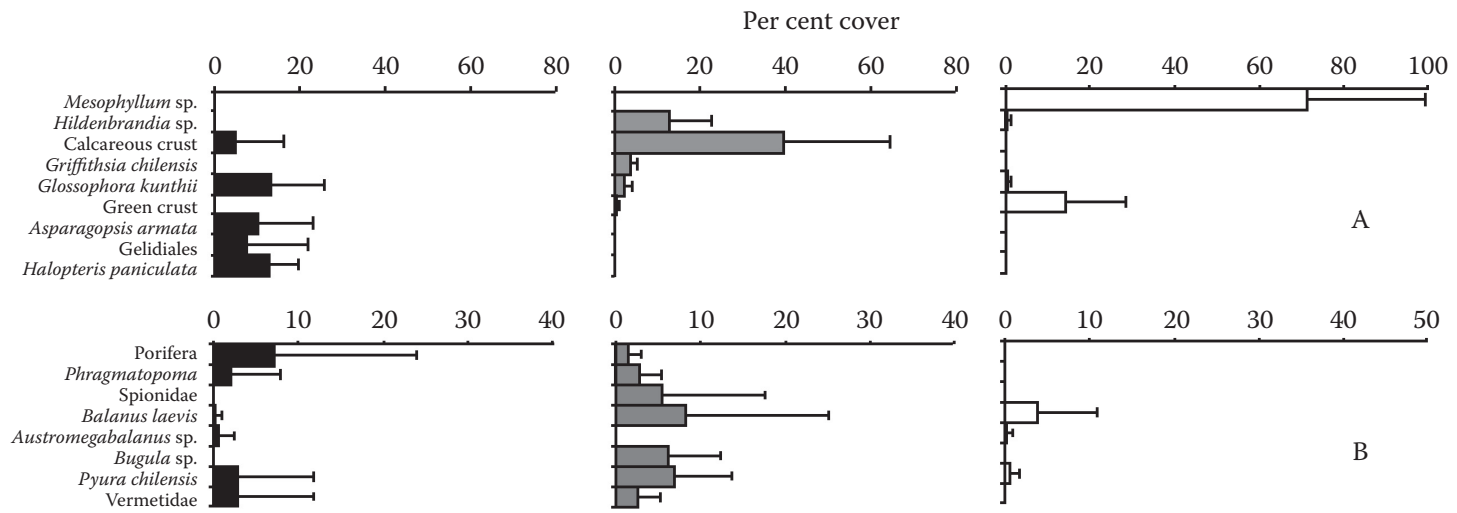 Per cent cover
0 20 40 60 80 0 20 40 60 80 0 20 40 60 80 100
Mesophyllum sp.
Hildenbrandia sp.
Calcareous crust
Griffithsia chilensis
Glossophora kunthii
Green crust
Asparagopsis armata
Gelidiales
Halopteris paniculata
A
0 10 20 30 40 0 10 20 30 40 0 10 20 30 40 50
Porifera
Phragmatopoma
Spionidae
Balanus laevis
Austromegabalanus sp.
Bugula sp.
Pyura chilensis
Vermetidae
B